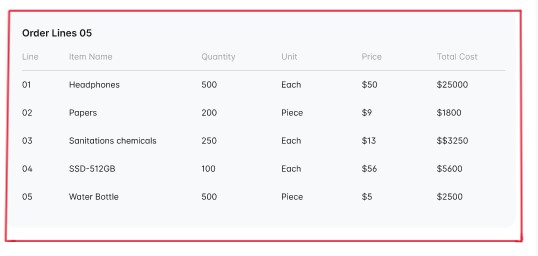 Order Lines 05
Line Item Name Quantity Unit Price Total Cost
01 Headphones 500 Each $50 $25000
02 Papers 200 Piece $9 $1800
03 Sanitations chemicals 250 Each $13 $$3250
04 SSD-512GB 100 Each $56 $5600
05 Water Bottle 500 Piece $5 $2500